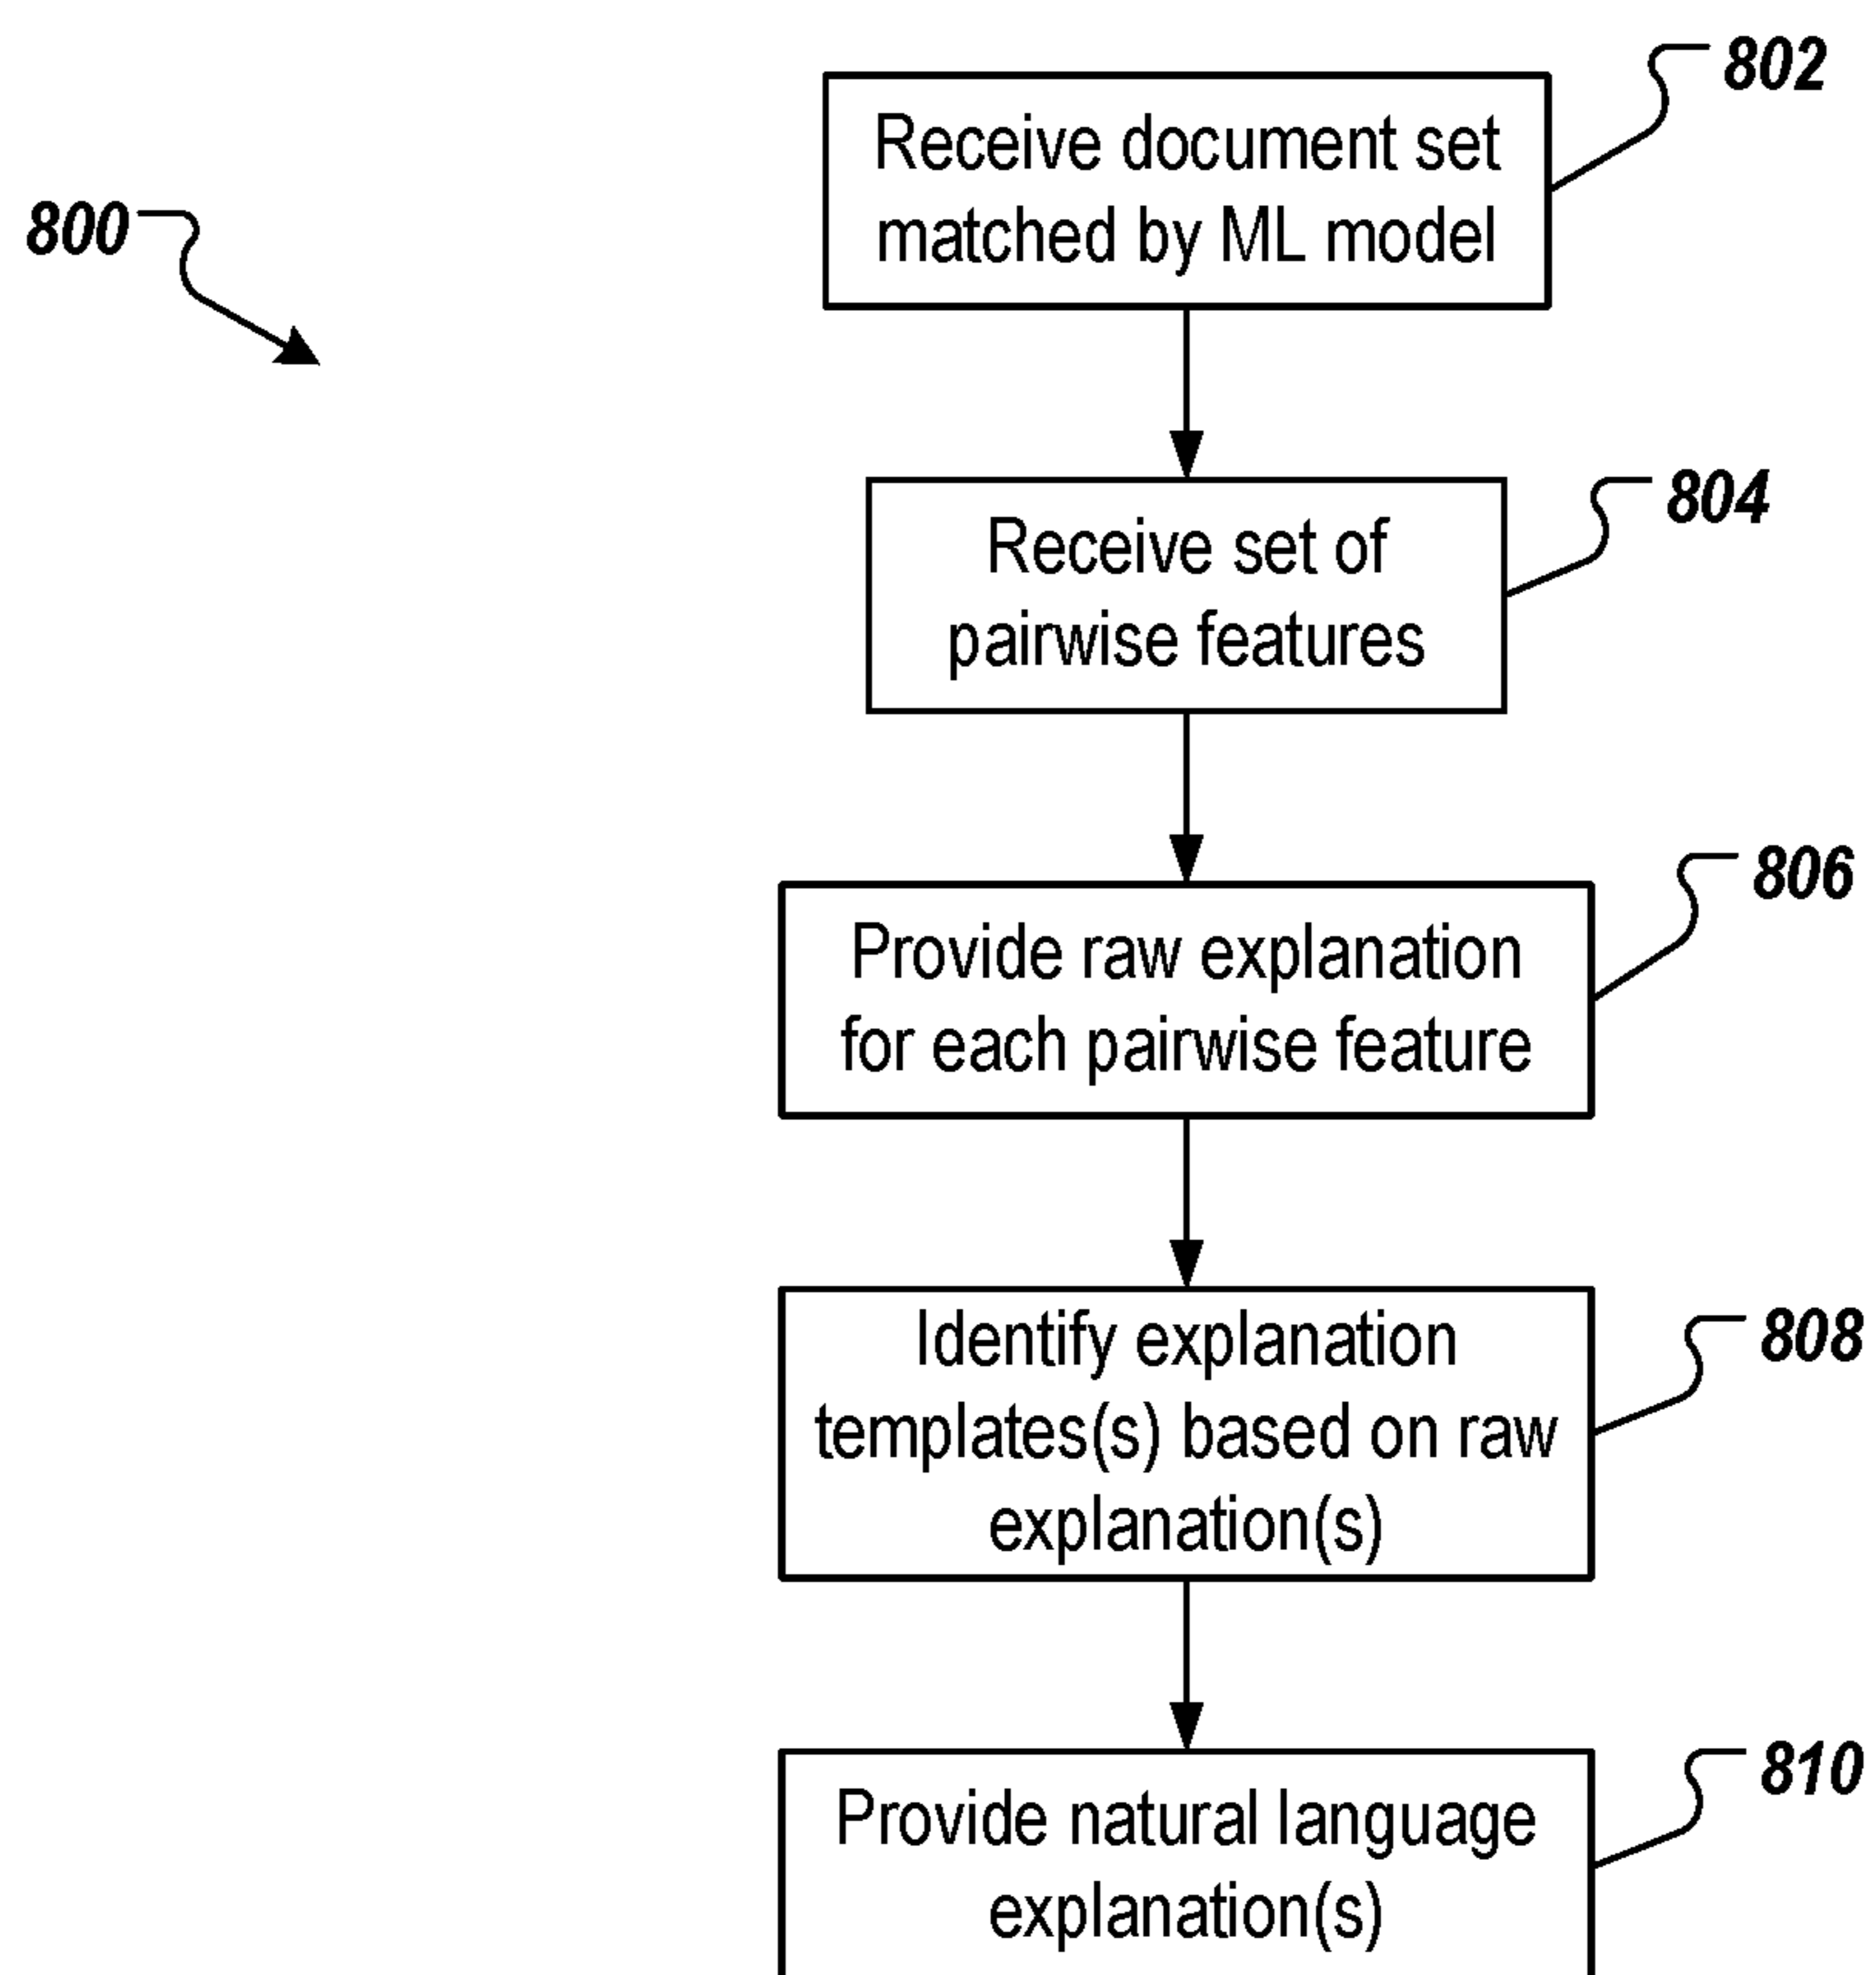 802
Receive document set
matched by ML model
800
804
Receive set of
pairwise features
806
Provide raw explanation
for each pairwise feature
808
Identify explanation
templates(s) based on raw
explanation(s)
810
Provide natural language
explanation(s)